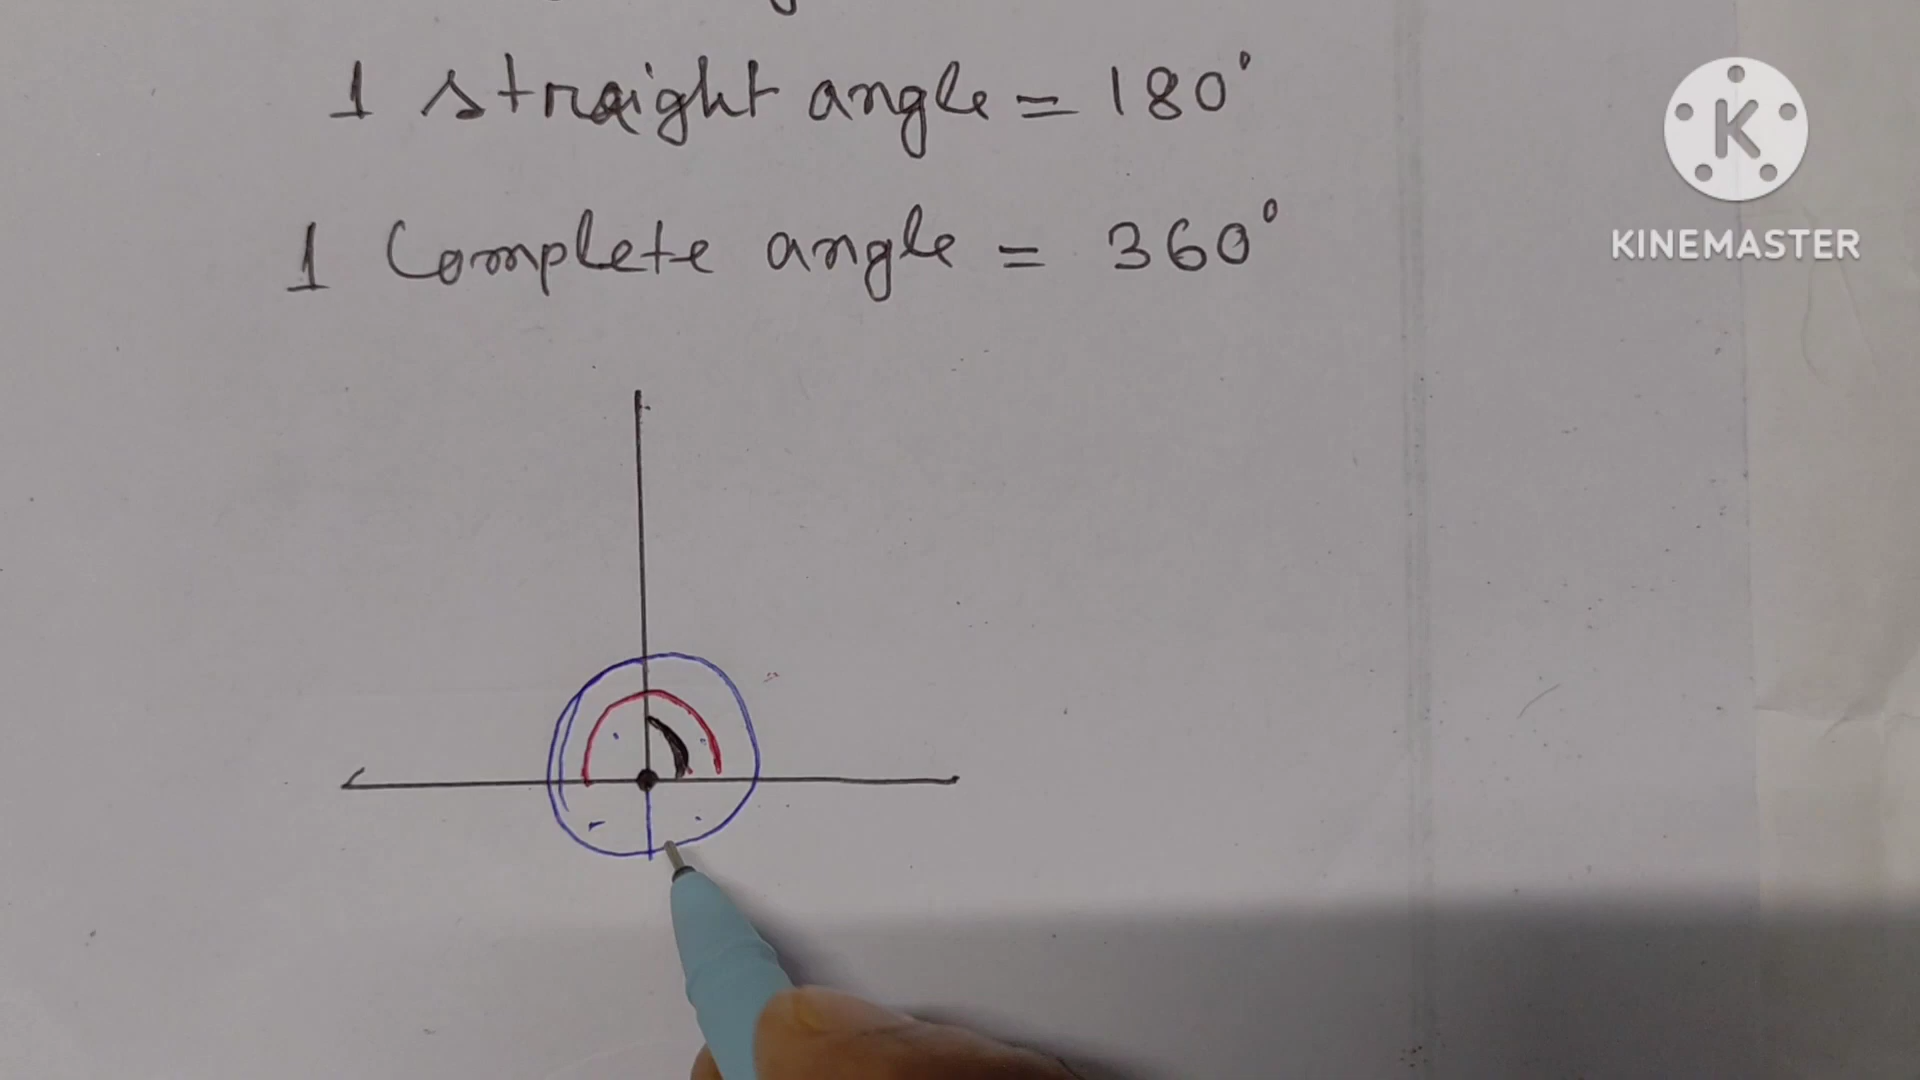 1 straight angle = 180°
1 Complete angle = 360°
K
KINEMASTER